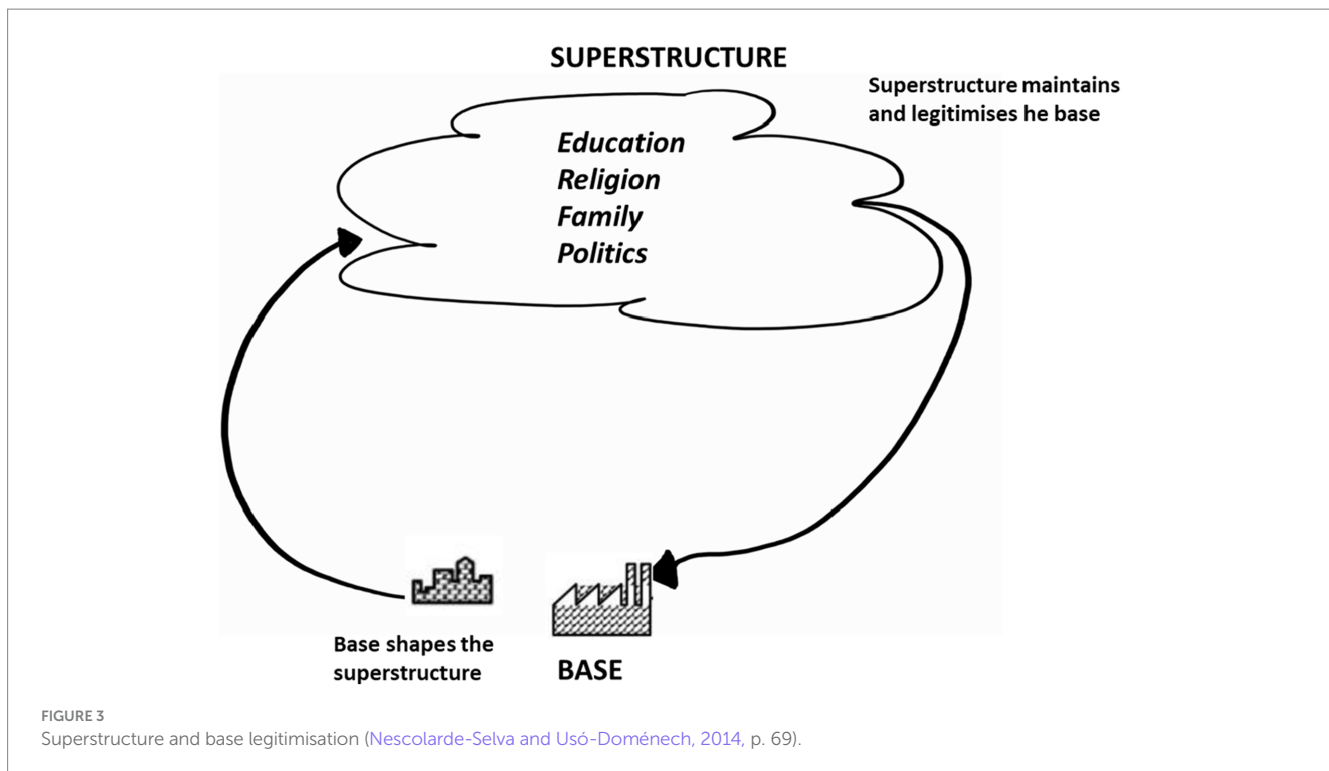 SUPERSTRUCTURE
Superstructure maintains
and legitimises he base
Education
Religion
Family
Politics
Base shapes the
superstructure
BASE
FIGURE 3
Superstructure and base legitimisation (Nescolarde-Selva and Usó-Doménech, 2014, p. 69).